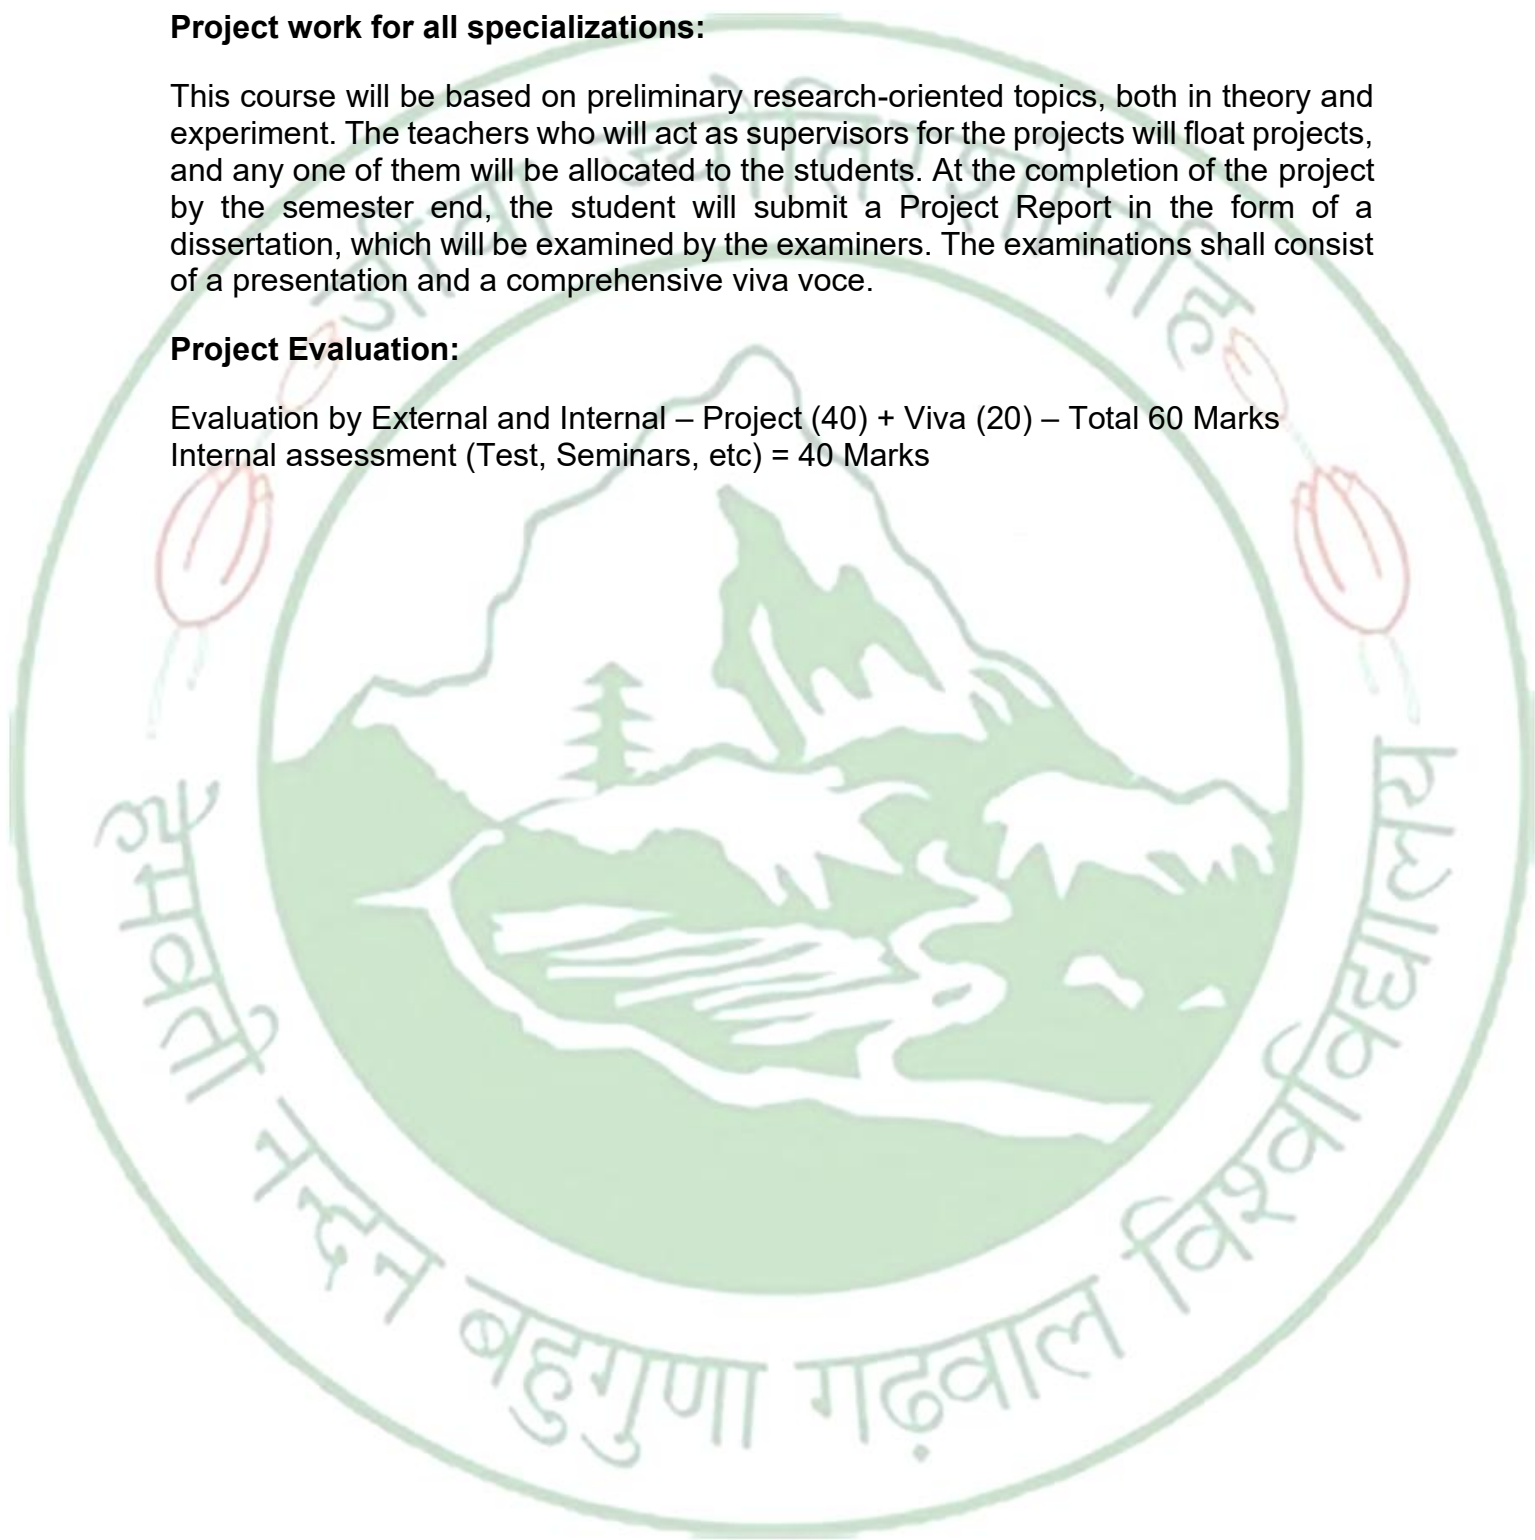 Project work for all specializations:
This course will be based on preliminary research-oriented topics, both in theory and
experiment. The teachers who will act as supervisors for the projects will float projects,
and any one of them will be allocated to the students. At the completion of the project
by the semester end, the student will submit a Project Report in the form of a
dissertation, which will be examined by the examiners. The examinations shall consist
of a presentation and a comprehensive viva voce.
Project Evaluation:
Evaluation by External and Internal – Project (40) + Viva (20) – Total 60 Marks
Internal assessment (Test, Seminars, etc) = 40 Marks
हेमवती नन्दन बहुगुणा गढ़वाल विश्वविद्यालय